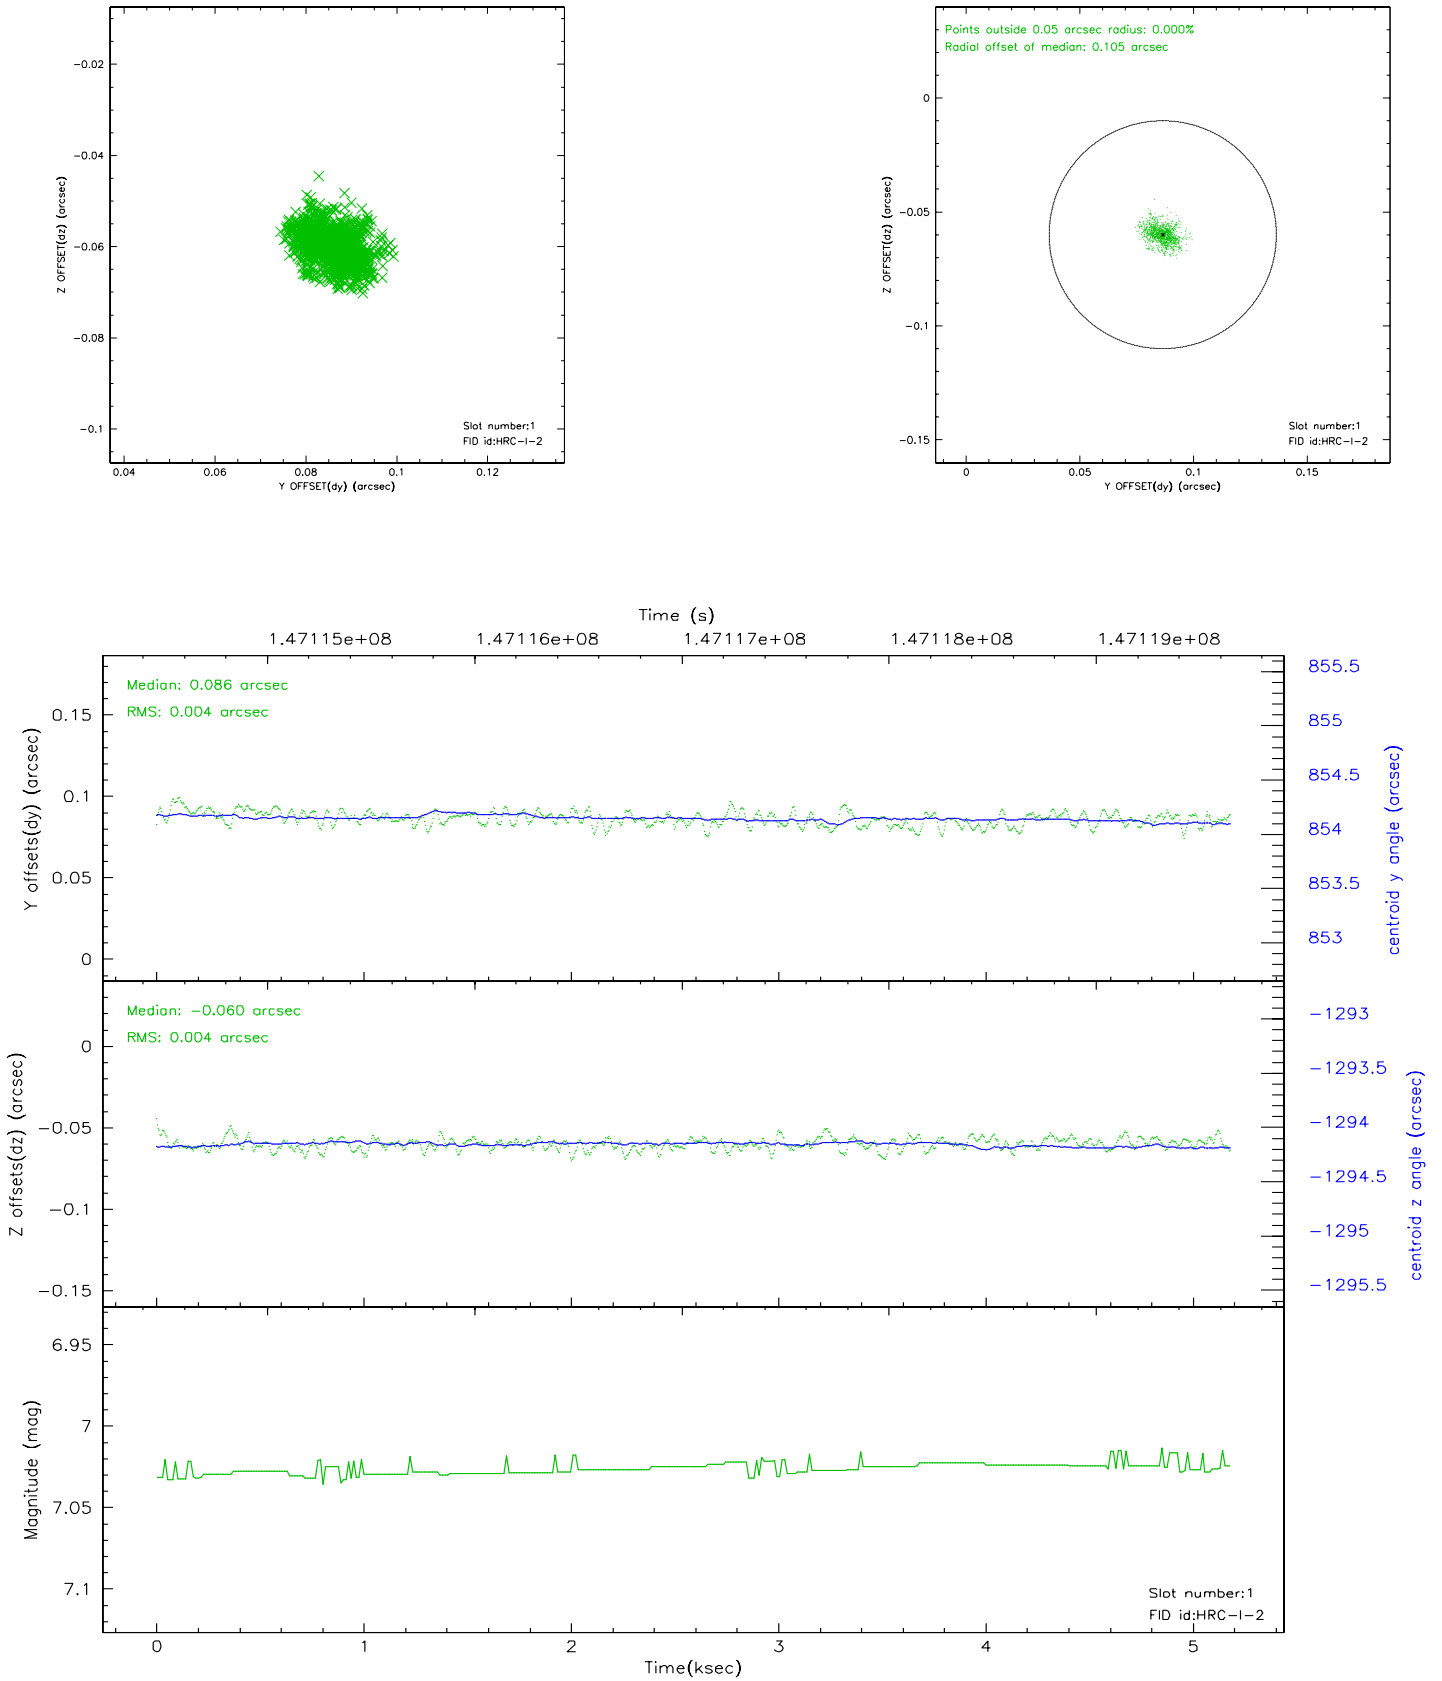 −0.02
−0.04
−0.06
−0.08
−0.1
Z OFFSET(dz) (arcsec)
Slot number:1
FID id:HRC−I−2
0.04 0.06 0.08 0.1 0.12
Y OFFSET(dy) (arcsec)
Points outside 0.05 arcsec radius: 0.000%
Radial offset of median: 0.105 arcsec
0
−0.05
−0.1
−0.15
Z OFFSET(dz) (arcsec)
Slot number:1
FID id:HRC−I−2
0 0.05 0.1 0.15
Y OFFSET(dy) (arcsec)
Time (s)
1.47115e+08 1.47116e+08 1.47117e+08 1.47118e+08 1.47119e+08
Median: 0.086 arcsec
RMS: 0.004 arcsec
0.15
0.1
0.05
0
Y offsets(dy) (arcsec)
855.5
855
854.5
854
853.5
853
centroid y angle (arcsec)
Median: −0.060 arcsec
RMS: 0.004 arcsec
0
−0.05
−0.1
−0.15
Z offsets(dz) (arcsec)
−1293
−1293.5
−1294
−1294.5
−1295
−1295.5
centroid z angle (arcsec)
6.95
7
7.05
7.1
Magnitude (mag)
Slot number:1
FID id:HRC−I−2
0 1 2 3 4 5
Time(ksec)